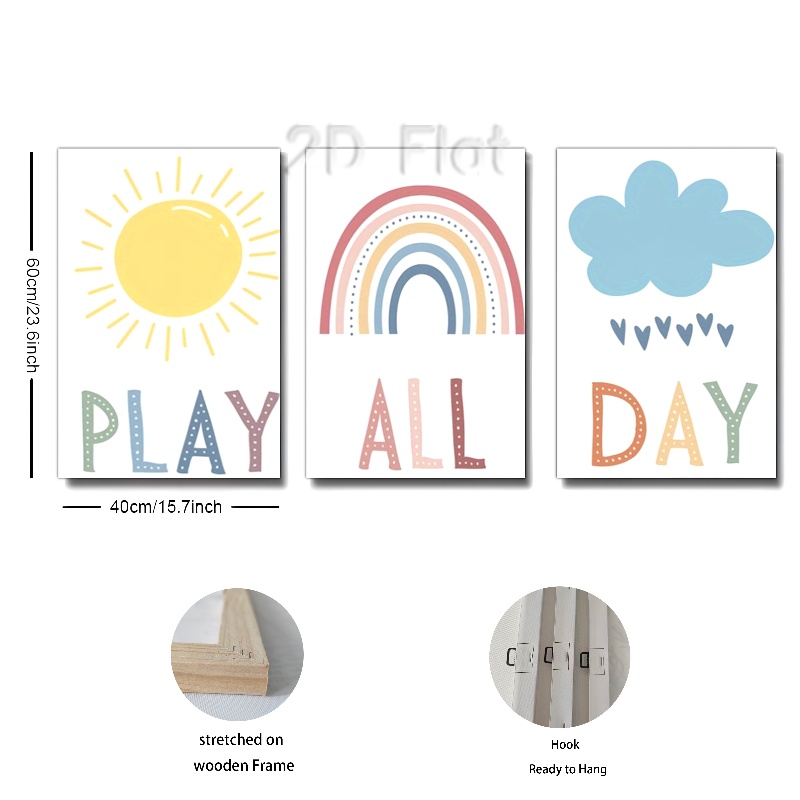 2D Flat
60cm/23.6inch
PLAY
ALL
DAY
40cm/15.7inch
stretched on
wooden Frame
Hook
Ready to Hang